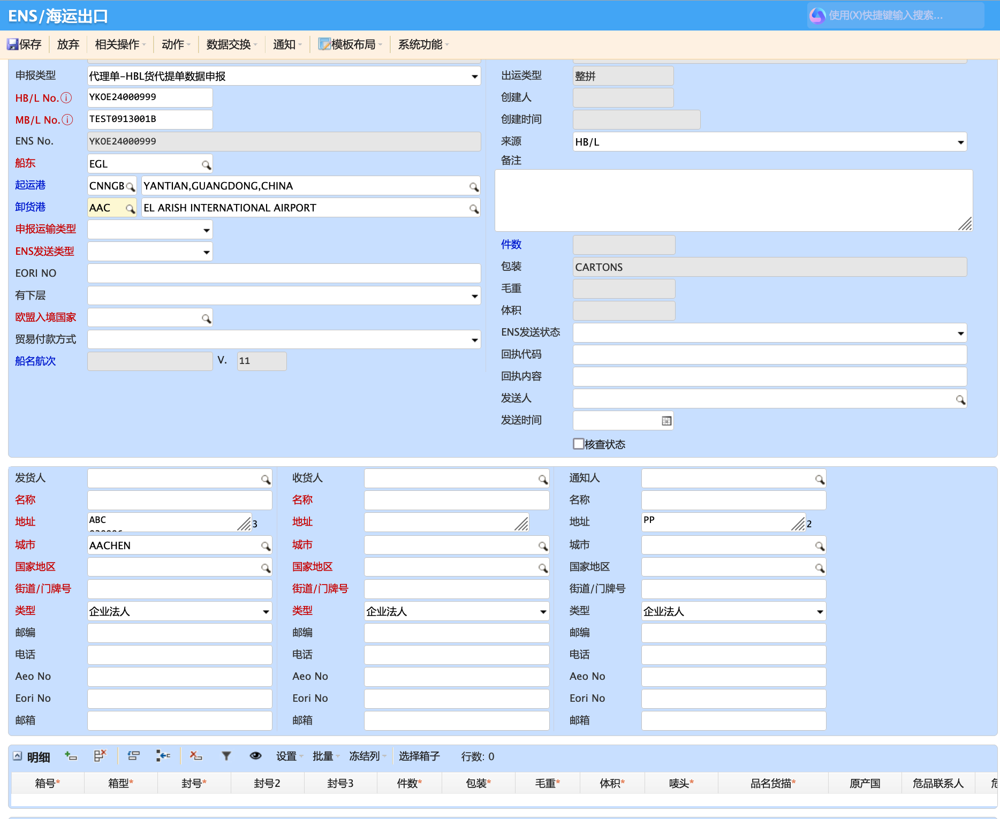 ENS/海运出口
使用(X)快捷键输入搜索...
保存 放弃 相关操作 动作 数据交换 通知 模板布局 系统功能
申报类型 代理单-HBL货代提单数据申报
HB/L No. YKOE24000999
MB/L No. TEST0913001B
ENS No. YKOE24000999
船东 EGL
起运港 CNNGB YANTIAN,GUANGDONG,CHINA
卸货港 AAC EL ARISH INTERNATIONAL AIRPORT
申报运输类型
ENS发送类型
EORI NO
有下层
欧盟入境国家
贸易付款方式
船名航次 V. 11
出运类型 整拼
创建人
创建时间
来源 HB/L
备注
件数
包装 CARTONS
毛重
体积
ENS发送状态
回执代码
回执内容
发送人
发送时间
核查状态
发货人
名称
地址 ABC 3
城市 AACHEN
国家地区
街道/门牌号
类型 企业法人
邮编
电话
Aeo No
Eori No
邮箱
收货人
名称
地址
城市
国家地区
街道/门牌号
类型 企业法人
邮编
电话
Aeo No
Eori No
邮箱
通知人
名称
地址 PP 2
城市
国家地区
街道/门牌号
类型 企业法人
邮编
电话
Aeo No
Eori No
邮箱
明细 设置 批量 冻结列 选择箱子 行数: 0
箱号* 箱型* 封号* 封号2 封号3 件数* 包装* 毛重* 体积* 唛头* 品名货描* 原产国 危品联系人